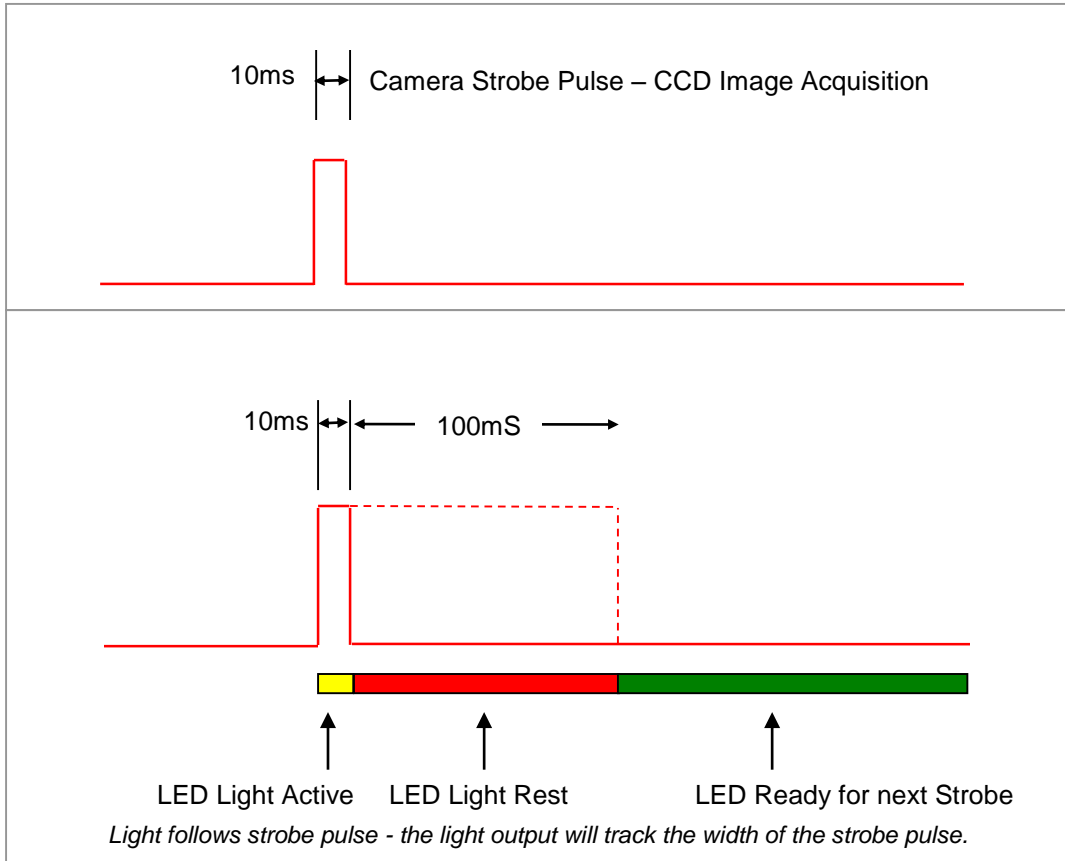 10ms Camera Strobe Pulse – CCD Image Acquisition
10ms 100mS
LED Light Active LED Light Rest LED Ready for next Strobe
Light follows strobe pulse - the light output will track the width of the strobe pulse.